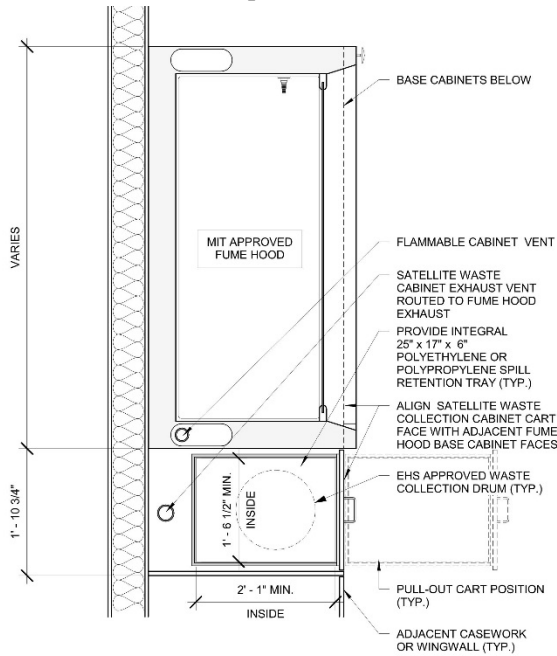 BASE CABINETS BELOW
MIT APPROVED
FUME HOOD
VARIES
FLAMMABLE CABINET VENT
SATELLITE WASTE
CABINET EXHAUST VENT
ROUTED TO FUME HOOD
EXHAUST
PROVIDE INTEGRAL
25" x 17" x 6"
POLYETHYLENE OR
POLYPROPYLENE SPILL
RETENTION TRAY (TYP.)
ALIGN SATELLITE WASTE
COLLECTION CABINET CART
FACE WITH ADJACENT FUME
HOOD BASE CABINET FACES
EHS APPROVED WASTE
COLLECTION DRUM (TYP.)
1' - 10 3/4"
1' - 6 1/2" MIN.
INSIDE
2' - 1" MIN.
INSIDE
PULL-OUT CART POSITION
(TYP.)
ADJACENT CASEWORK
OR WINGWALL (TYP.)